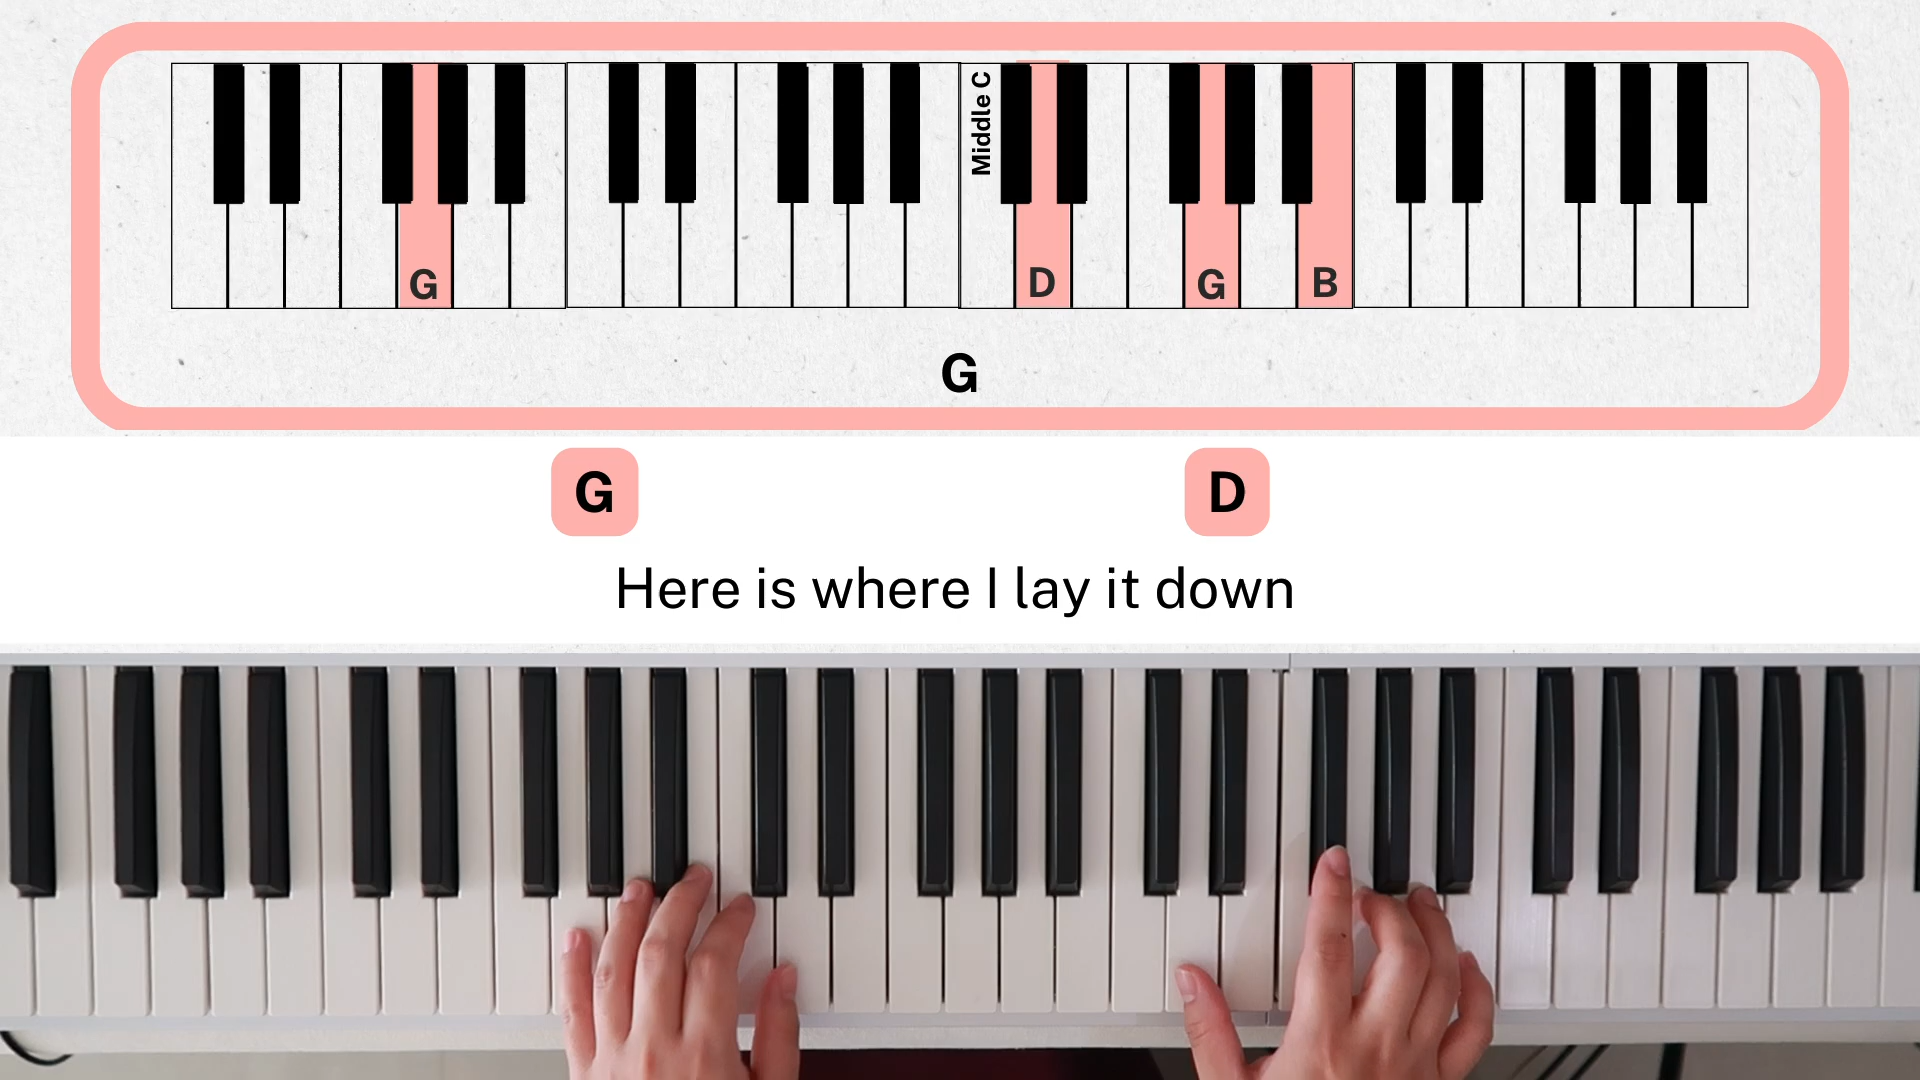 Middle C
G D G B
G
G D
Here is where I lay it down